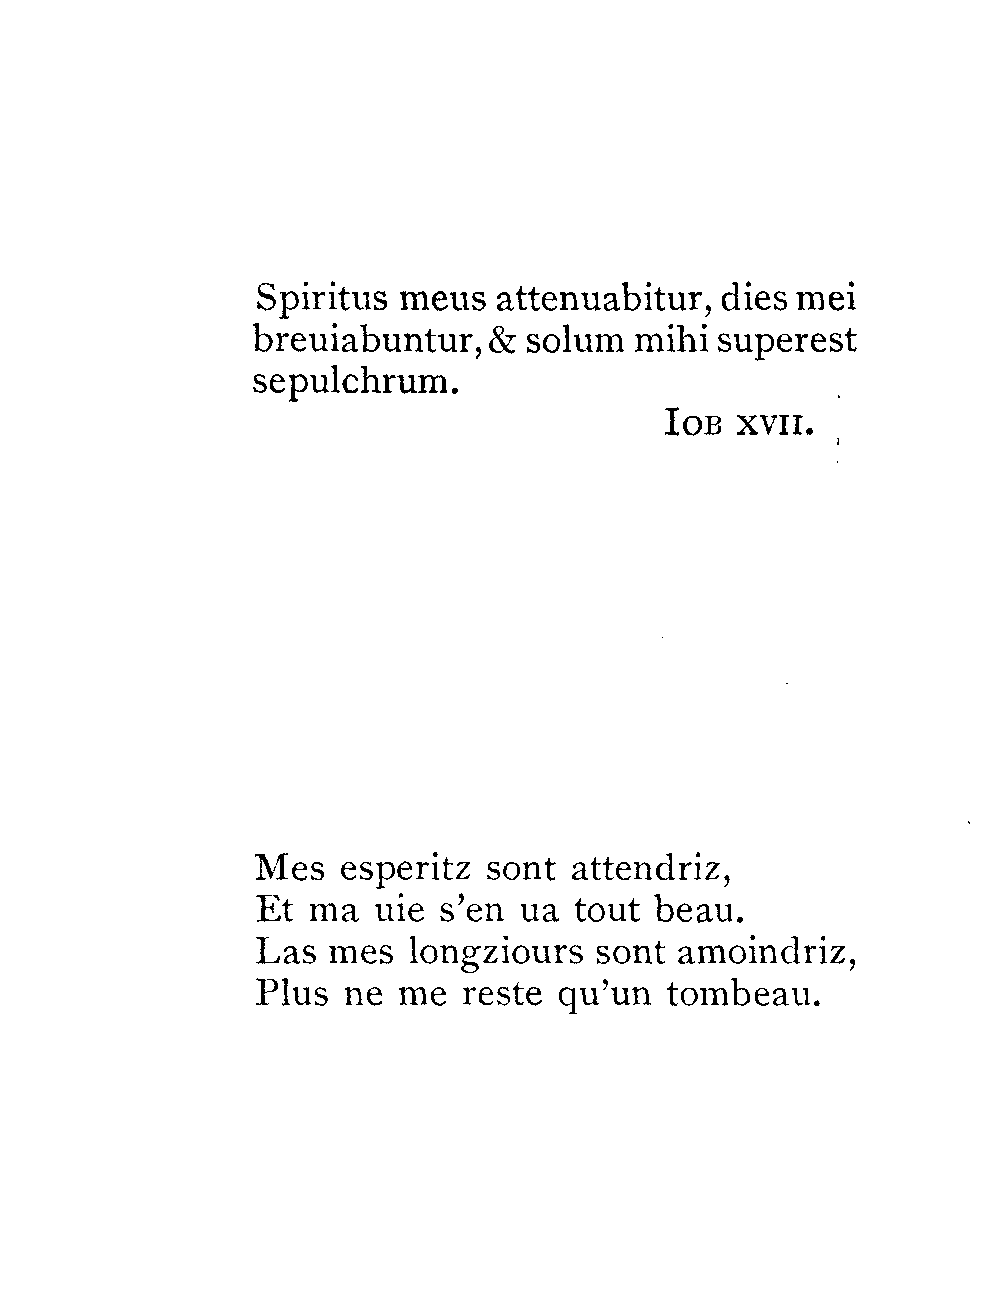 Spiritus meus attenuabitur, dies mei
breuiabuntur, & solum mihi superest
sepulchrum.
IOB XVII.
Mes esperitz sont attendriz,
Et ma uie s'en ua tout beau.
Las mes longziours sont amoindriz,
Plus ne me reste qu'un tombeau.